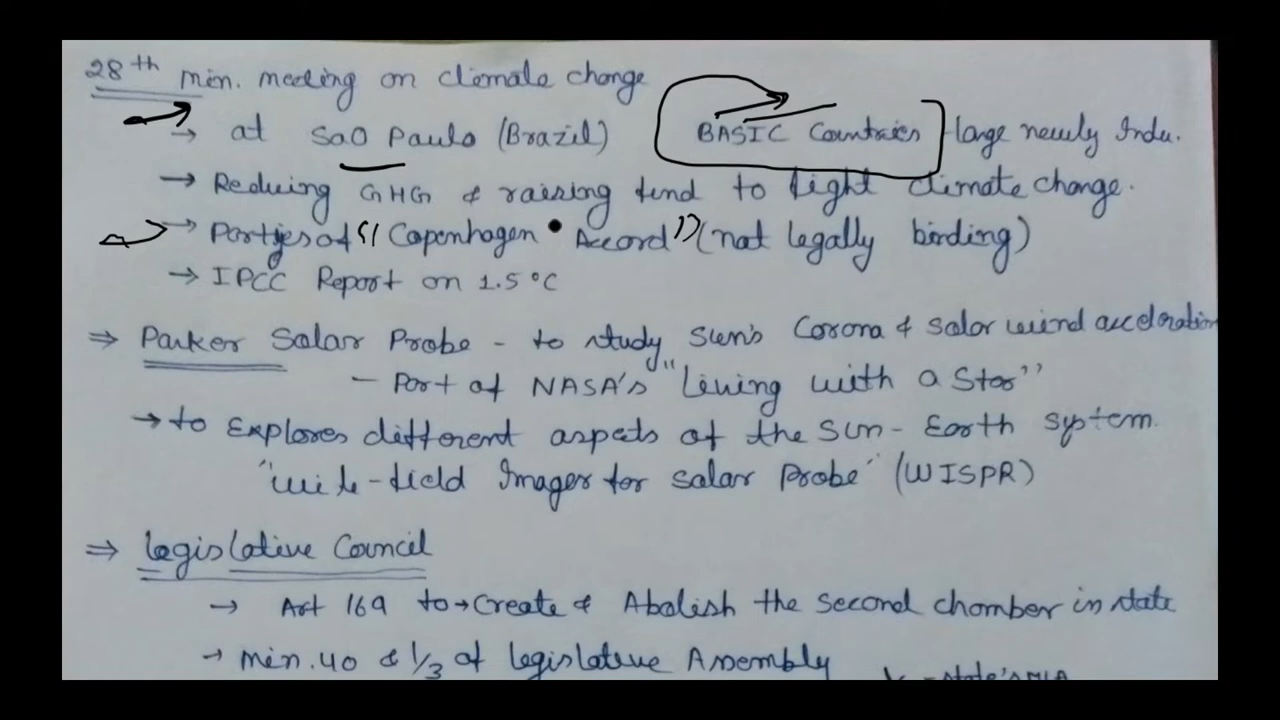 28th min. meeting on climate change
→ at Sao Paulo (Brazil) BASIC Countries large newly Indu.
→ Reducing GHG & raising fund to fight climate change.
→ Parties of "Copenhagen Accord" (not legally binding)
→ IPCC Report on 1.5°C
⇒ Parker Solar Probe - to study Sun's Corona & Solar wind acceleration
- Part of NASA's "Living with a Star"
→ to Explores different aspets of the Sun-Earth system.
"Wide-field Imager for Solar Probe" (WISPR)
⇒ Legislative Council
→ Art 169 to → Create & Abolish the second chamber in state
→ Min. 40 & 1/3 of legislative Assembly